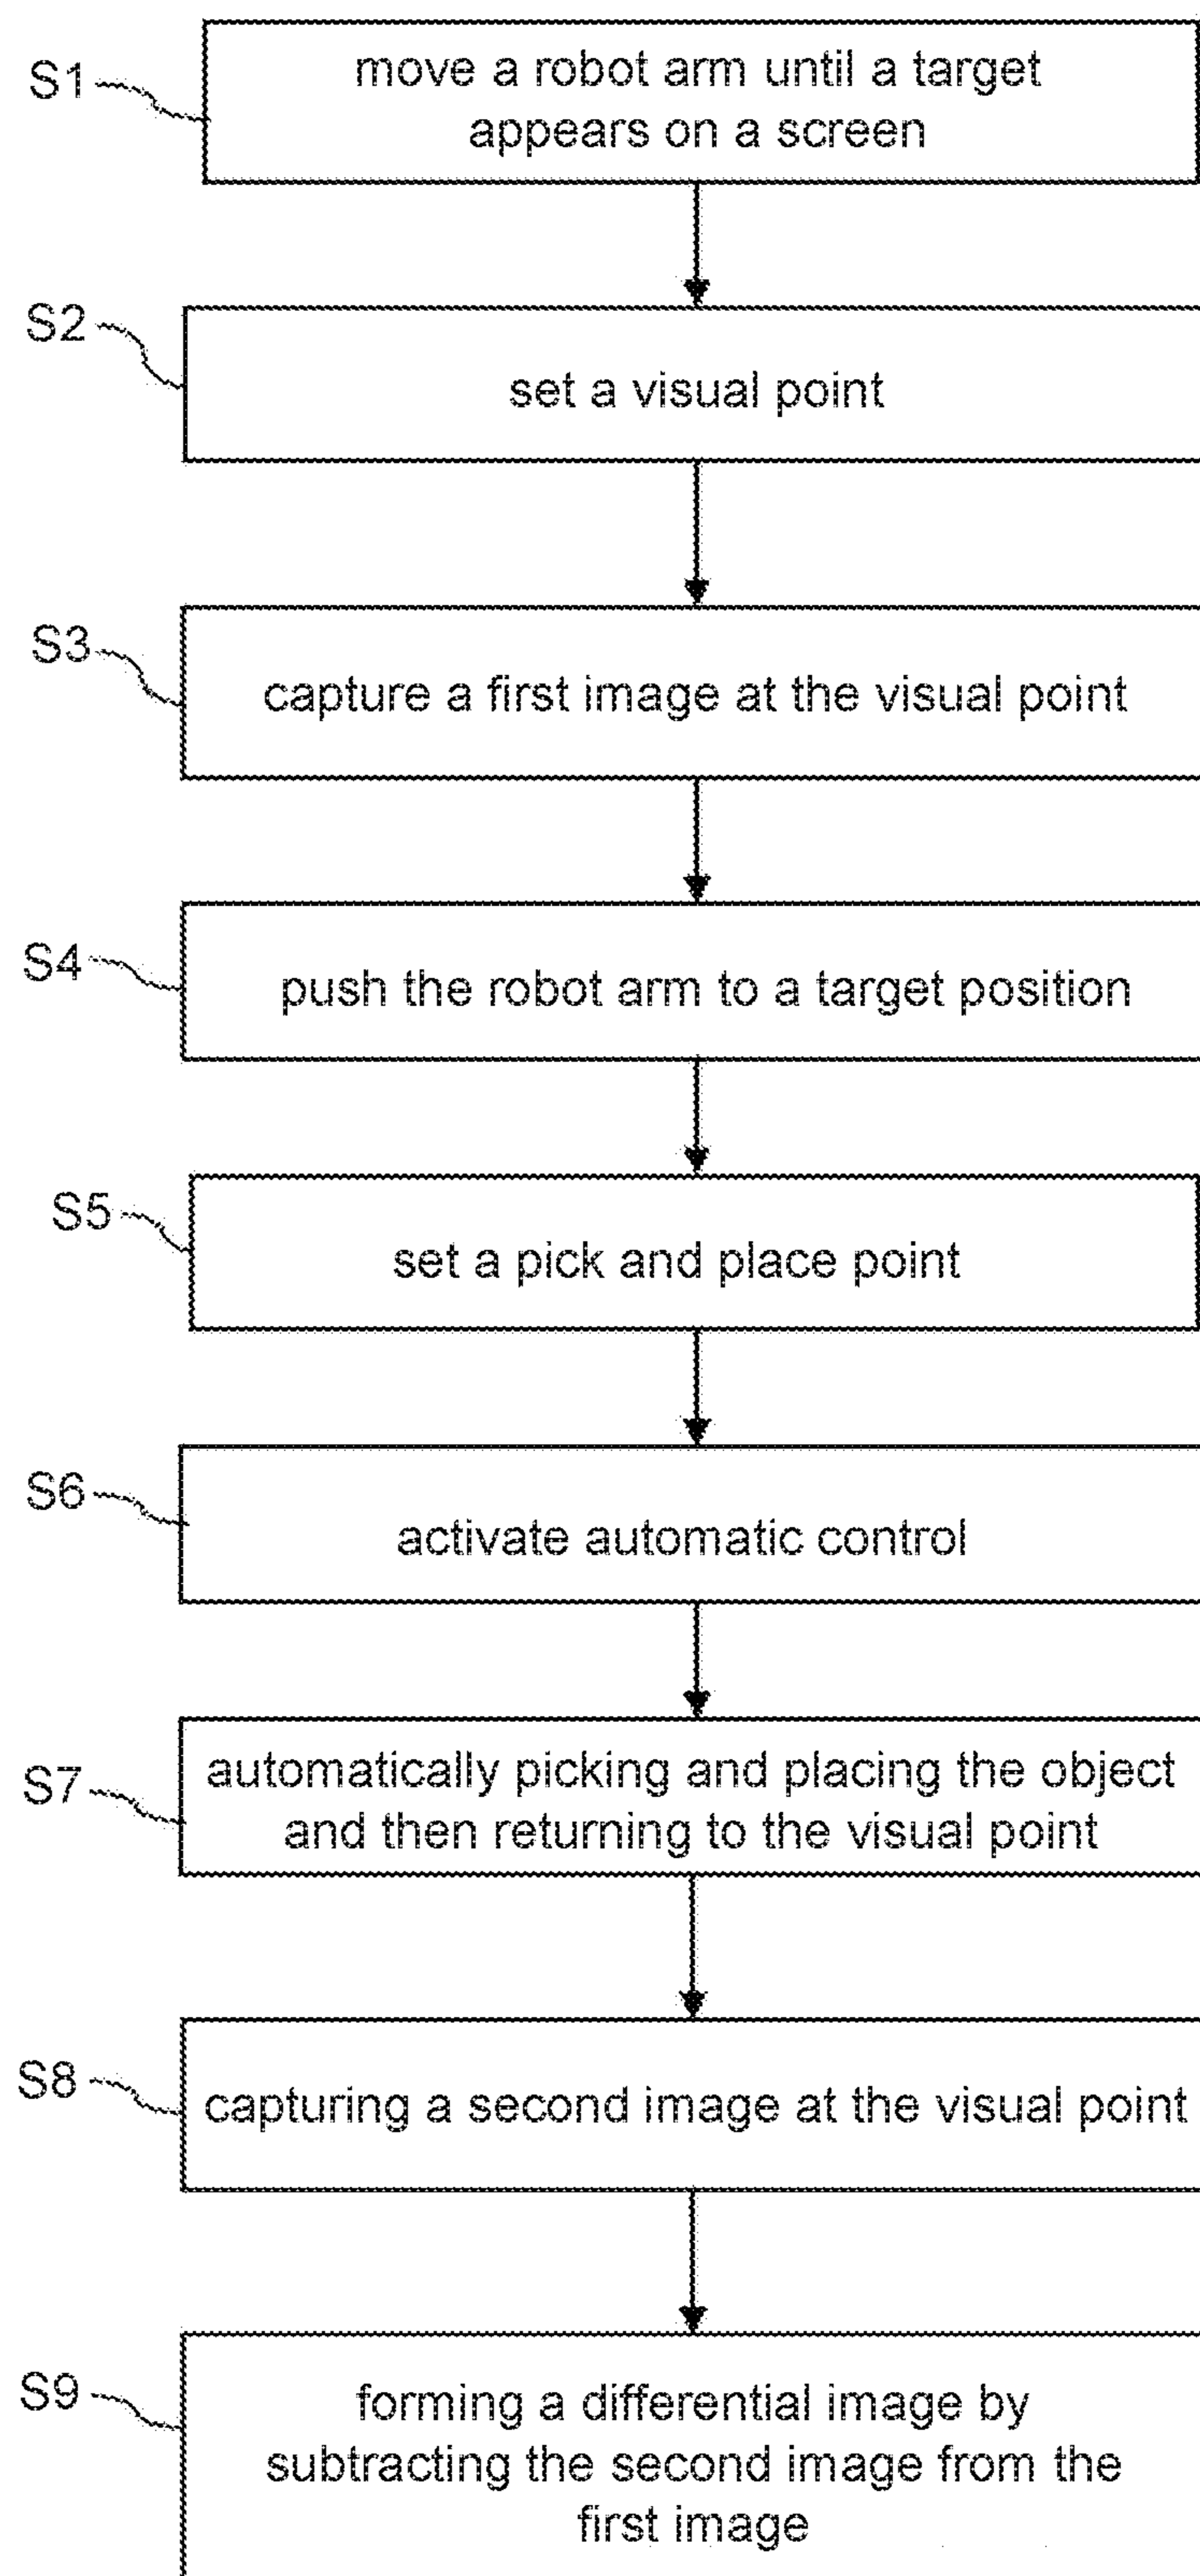 S1
move a robot arm until a target
appears on a screen
S2
set a visual point
S3
capture a first image at the visual point
S4
push the robot arm to a target position
S5
set a pick and place point
S6
activate automatic control
S7
automatically picking and placing the object
and then returning to the visual point
S8
capturing a second image at the visual point
S9
forming a differential image by
subtracting the second image from the
first image